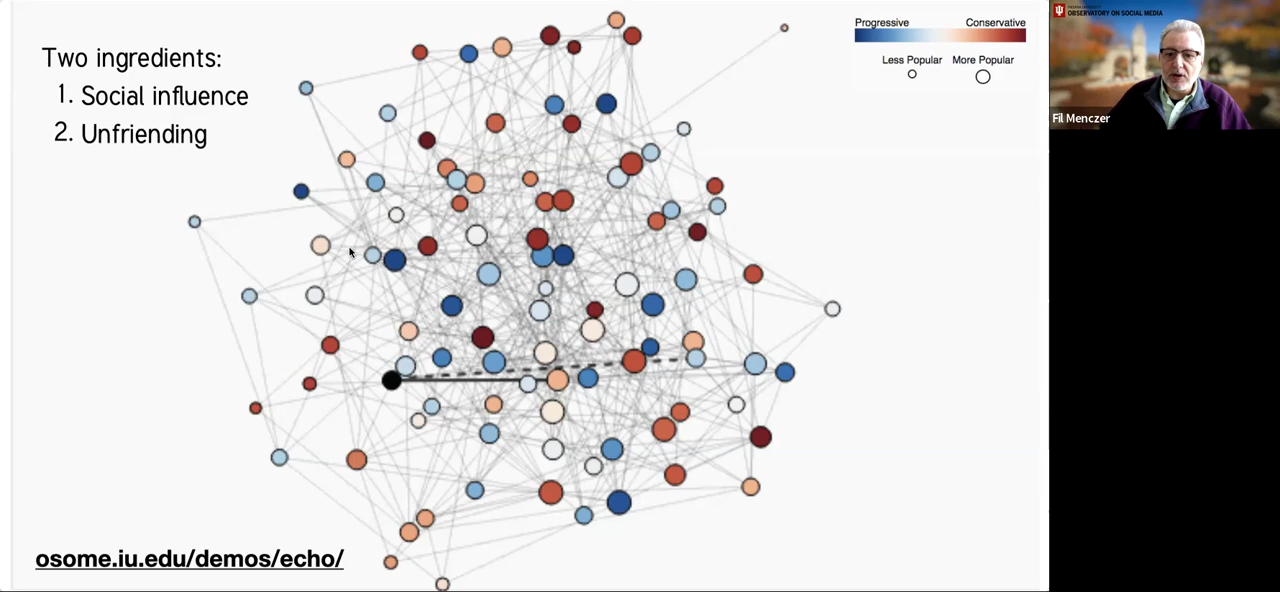 Two ingredients:
1. Social influence
2. Unfriending
osome.iu.edu/demos/echo/
Progressive Conservative
Less Popular More Popular
OBSERVATORY ON SOCIAL MEDIA
Fil Menczer